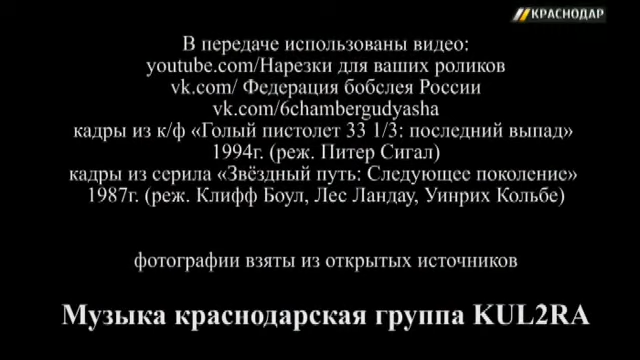 КРАСНОДАР
В передаче использованы видео:
youtube.com/Нарезки для ваших роликов
vk.com/ Федерация бобслея России
vk.com/6chambergudyasha
кадры из к/ф «Голый пистолет 33 1/3: последний выпад»
1994г. (реж. Питер Сигал)
кадры из серила «Звёздный путь: Следующее поколение»
1987г. (реж. Клифф Боул, Лес Ландау, Уинрих Кольбе)
фотографии взяты из открытых источников
Музыка краснодарская группа KUL2RA